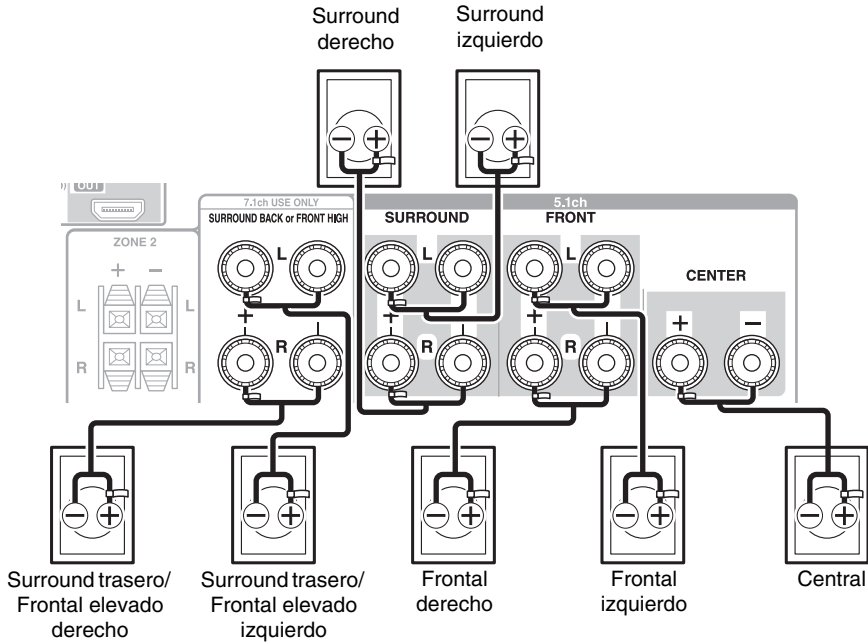 Surround
derecho
Surround
izquierdo
OUT
7.1ch USE ONLY
5.1ch
SURROUND BACK or FRONT HIGH
SURROUND
FRONT
ZONE 2
CENTER
+ −
L
L
L
L
L
+
−
+
−
+
−
+
−
R
R
R
R
R
− +
− +
− +
− +
− +
− +
− +
Surround trasero/
Frontal elevado
derecho
Surround trasero/
Frontal elevado
izquierdo
Frontal
derecho
Frontal
izquierdo
Central